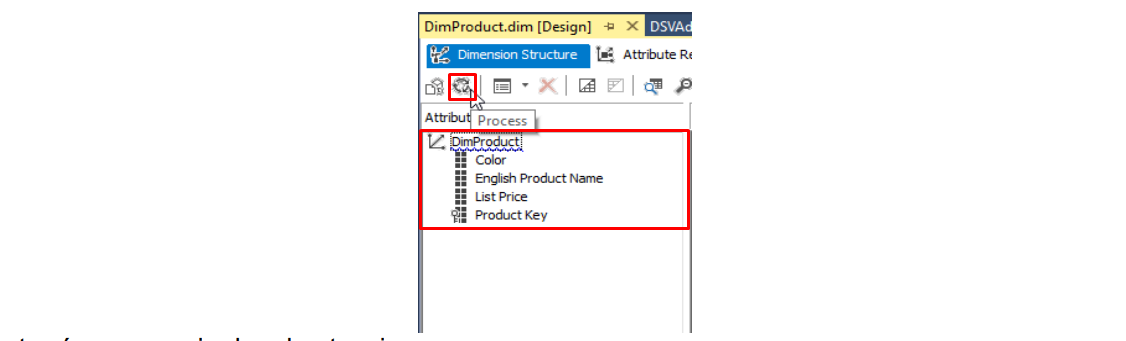 DimProduct.dim [Design] DSVAd
Dimension Structure Attribute Re
Attribut
Process
DimProduct
Color
English Product Name
List Price
Product Key